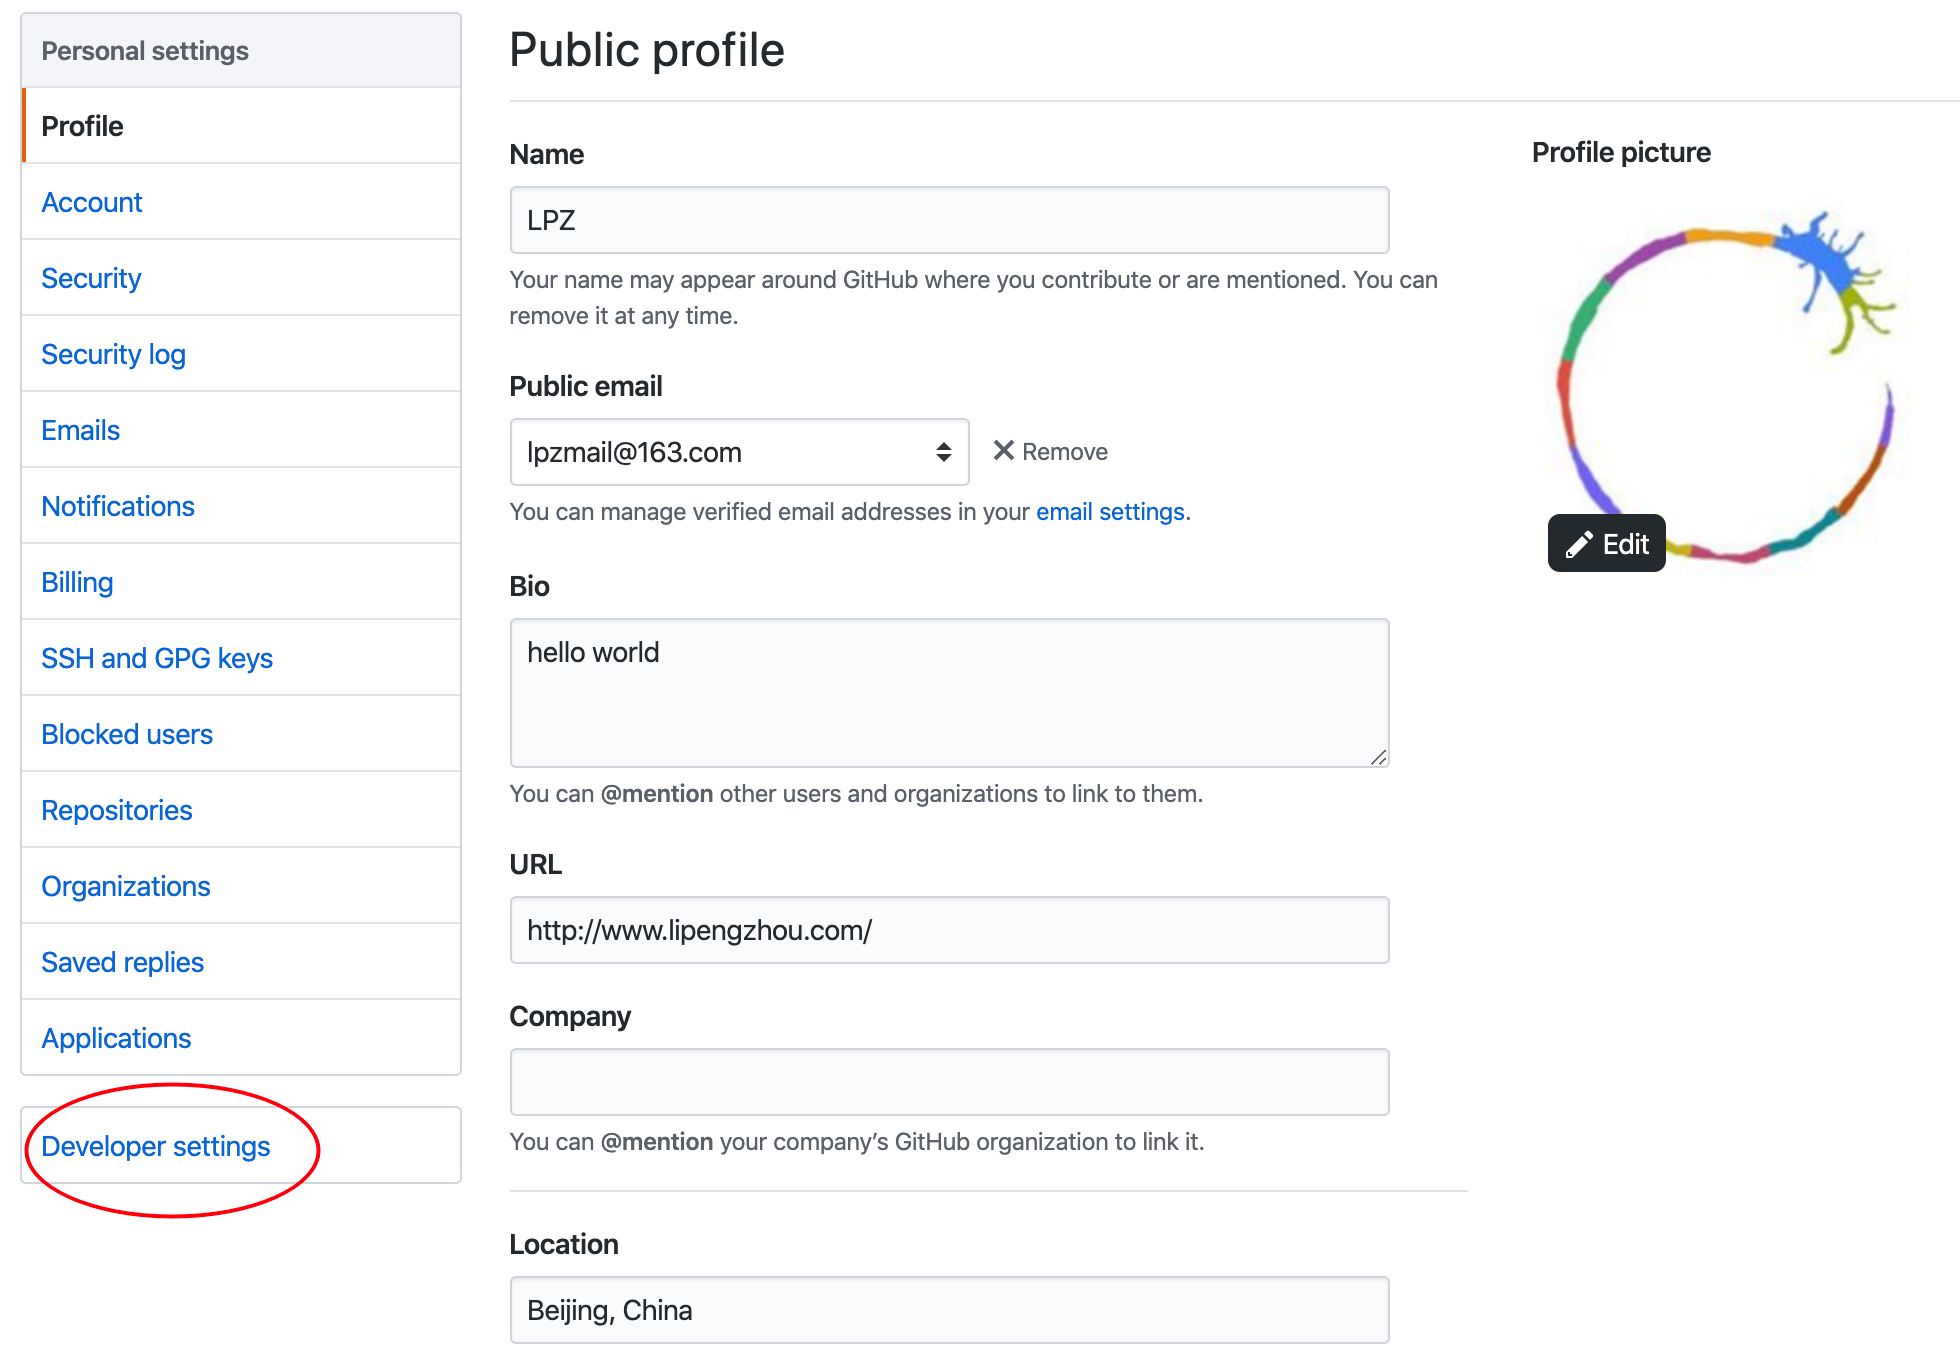 Personal settings
Profile
Account
Security
Security log
Emails
Notifications
Billing
SSH and GPG keys
Blocked users
Repositories
Organizations
Saved replies
Applications
Developer settings
Public profile
Name
LPZ
Your name may appear around GitHub where you contribute or are mentioned. You can
remove it at any time.
Public email
lpzmail@163.com
Remove
You can manage verified email addresses in your email settings.
Bio
hello world
You can @mention other users and organizations to link to them.
URL
http://www.lipengzhou.com/
Company
You can @mention your company’s GitHub organization to link it.
Location
Beijing, China
Profile picture
Edit